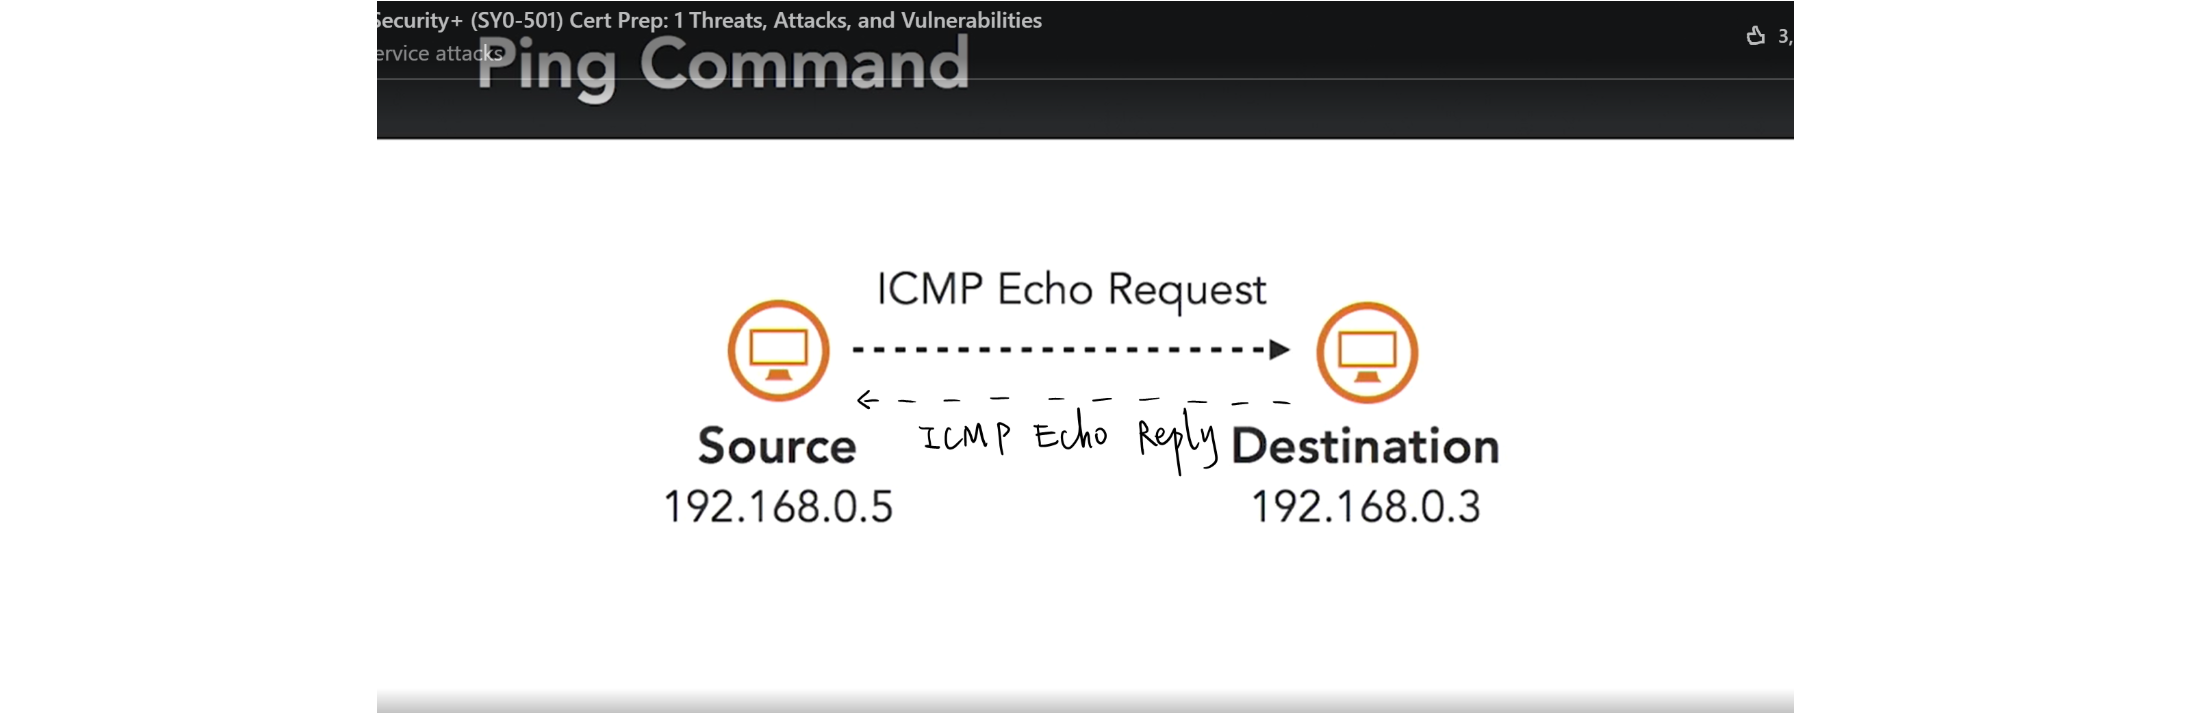 Security+ (SY0-501) Cert Prep: 1 Threats, Attacks, and Vulnerabilities
ervice attacks
3,
Ping Command
ICMP Echo Request
ICMP Echo Reply
Source
Destination
192.168.0.5
192.168.0.3